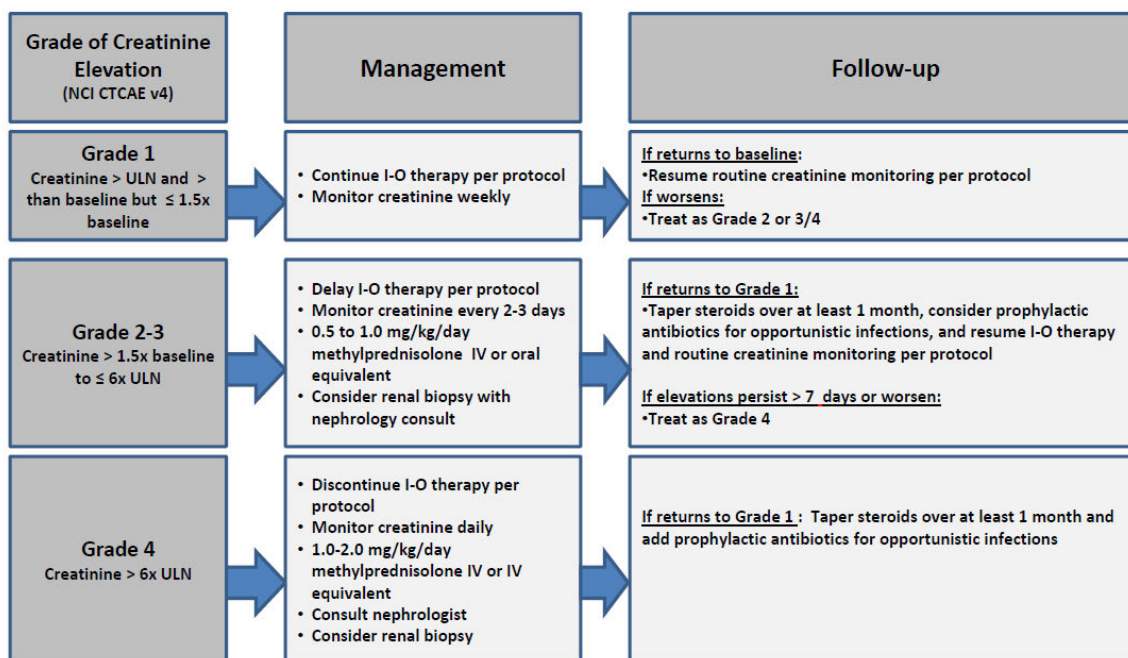 Grade of Creatinine
Elevation
(NCI CTCAE v4)
Management
Follow-up
Grade 1
Creatinine > ULN and >
than baseline but ≤ 1.5x
baseline
• Continue I-O therapy per protocol
• Monitor creatinine weekly
If returns to baseline:
•Resume routine creatinine monitoring per protocol
If worsens:
•Treat as Grade 2 or 3/4
Grade 2-3
Creatinine > 1.5x baseline
to ≤ 6x ULN
• Delay I-O therapy per protocol
• Monitor creatinine every 2-3 days
• 0.5 to 1.0 mg/kg/day
methylprednisolone IV or oral
equivalent
• Consider renal biopsy with
nephrology consult
If returns to Grade 1:
•Taper steroids over at least 1 month, consider prophylactic
antibiotics for opportunistic infections, and resume I-O therapy
and routine creatinine monitoring per protocol
If elevations persist > 7 days or worsen:
•Treat as Grade 4
Grade 4
Creatinine > 6x ULN
• Discontinue I-O therapy per
protocol
• Monitor creatinine daily
• 1.0-2.0 mg/kg/day
methylprednisolone IV or IV
equivalent
• Consult nephrologist
• Consider renal biopsy
If returns to Grade 1 : Taper steroids over at least 1 month and
add prophylactic antibiotics for opportunistic infections